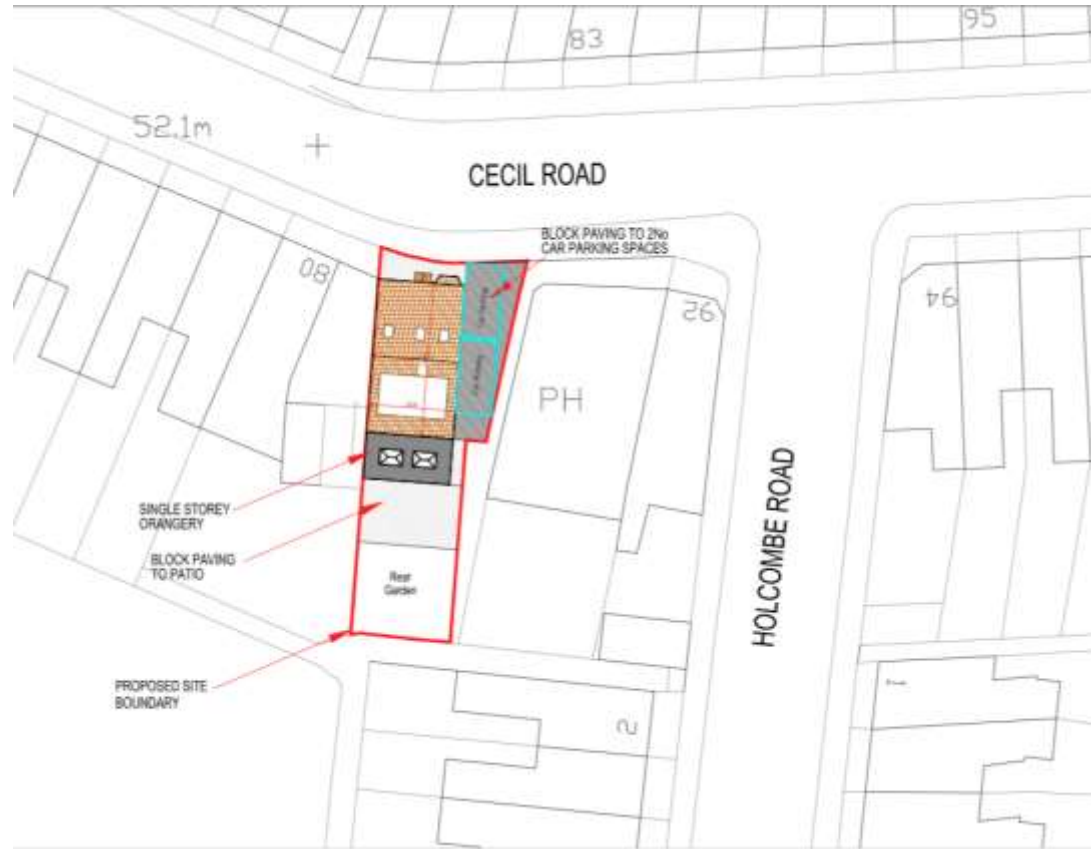 83
95
52.1m
CECIL ROAD
BLOCK PAVING TO 2No
CAR PARKING SPACES
80
92
94
PH
HOLCOMBE ROAD
SINGLE STOREY
ORANGERY
BLOCK PAVING
TO PATIO
Rear
Garden
PROPOSED SITE
BOUNDARY
2
1